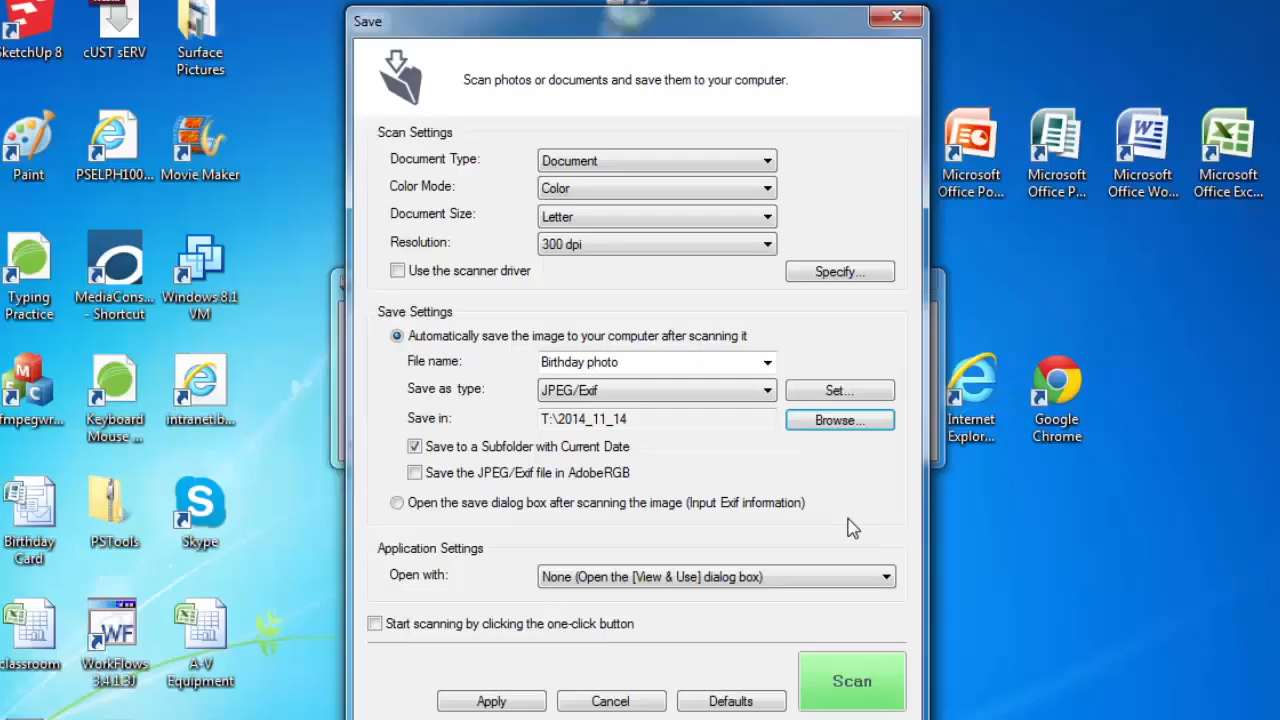 Save
Scan photos or documents and save them to your computer.
Scan Settings
Document Type: Document
Color Mode: Color
Document Size: Letter
Resolution: 300 dpi
Use the scanner driver Specify...
Save Settings
Automatically save the image to your computer after scanning it
File name: Birthday photo
Save as type: JPEG/Exif Set...
Save in: T:\2014_11_14 Browse...
Save to a Subfolder with Current Date
Save the JPEG/Exif file in AdobeRGB
Open the save dialog box after scanning the image (Input Exif information)
Application Settings
Open with: None (Open the [View & Use] dialog box)
Start scanning by clicking the one-click button
Apply Cancel Defaults Scan
SketchUp 8
cUST sERV
Surface
Pictures
Paint
PSELPH100...
Movie Maker
Typing
Practice
MediaCons...
- Shortcut
Windows 8.1
VM
ffmpegwr...
Keyboard
Mouse ...
intranet.b...
Birthday
Card
PSTools
Skype
classroom
WF
WorkFlows
3.4.1.3J
A-V
Equipment
Microsoft
Office Po...
Microsoft
Office P...
Microsoft
Office Wo...
Microsoft
Office Exc...
Internet
Explor...
Google
Chrome